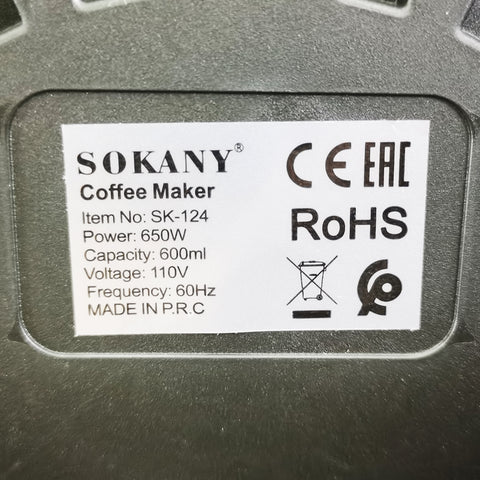 SOKANY®
Coffee Maker
Item No: SK-124
Power: 650W
Capacity: 600ml
Voltage: 110V
Frequency: 60Hz
MADE IN P.R.C
CE EAC
RoHS